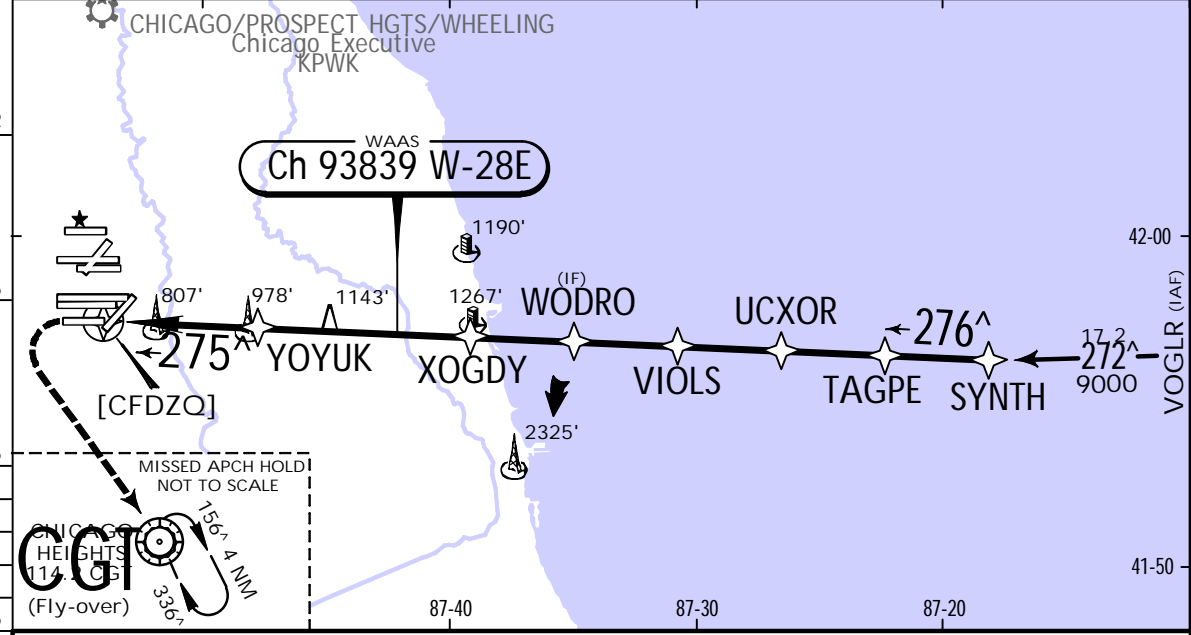 CHICAGO/PROSPECT HGTS/WHEELING
Chicago Executive
KPWK
WAAS
Ch 93839 W-28E
1190'
42-00
807'
978'
1143'
1267'
(IF)
WODRO
UCXOR
276^
17.2
272^
9000
VOGLR (IAF)
275^
YOYUK
XOGDY
VIOLS
TAGPE
SYNTH
[CFDZQ]
2325'
MISSED APCH HOLD
NOT TO SCALE
CHICAGO
HEIGHTS
CGT
(Fly-over)
156^ 4 NM
336^
41-50
87-40
87-30
87-20